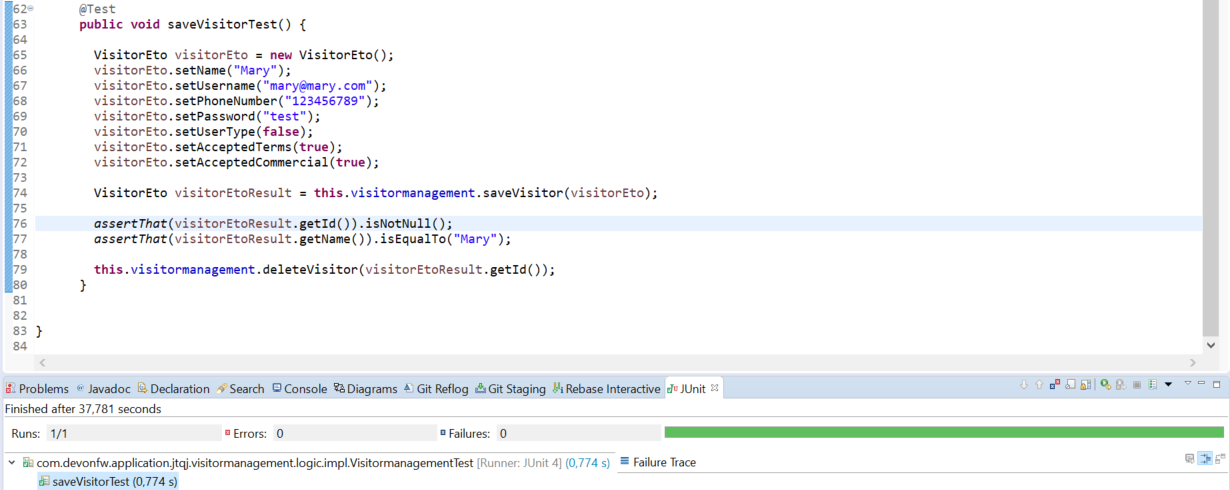 62 @Test
63 public void saveVisitorTest() {
64
65 VisitorEto visitorEto = new VisitorEto();
66 visitorEto.setName("Mary");
67 visitorEto.setUsername("mary@mary.com");
68 visitorEto.setPhoneNumber("123456789");
69 visitorEto.setPassword("test");
70 visitorEto.setUserType(false);
71 visitorEto.setAcceptedTerms(true);
72 visitorEto.setAcceptedCommercial(true);
73
74 VisitorEto visitorEtoResult = this.visitormanagement.saveVisitor(visitorEto);
75
76 assertThat(visitorEtoResult.getId()).isNotNull();
77 assertThat(visitorEtoResult.getName()).isEqualTo("Mary");
78
79 this.visitormanagement.deleteVisitor(visitorEtoResult.getId());
80 }
81
82
83 }
84
Problems Javadoc Declaration Search Console Diagrams Git Reflog Git Staging Rebase Interactive JUnit
Finished after 37,781 seconds
Runs: 1/1 Errors: 0 Failures: 0
com.devonfw.application.jtqj.visitormanagement.logic.impl.VisitormanagementTest [Runner: JUnit 4] (0,774 s) Failure Trace
saveVisitorTest (0,774 s)